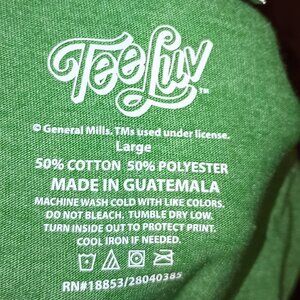 TeeLuv™
© General Mills. TMs used under license.
Large
50% COTTON 50% POLYESTER
MADE IN GUATEMALA
MACHINE WASH COLD WITH LIKE COLORS.
DO NOT BLEACH. TUMBLE DRY LOW.
TURN INSIDE OUT TO PROTECT PRINT.
COOL IRON IF NEEDED.
RN#18853/28040385